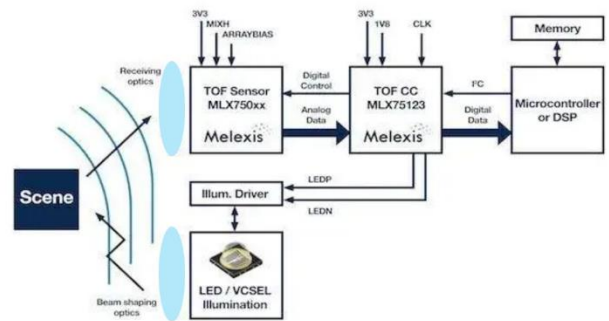 3V3
MIXH
ARRAYBIAS
3V3
1V8
CLK
Memory
Receiving
optics
TOF Sensor
MLX750xx
Melexis
Digital
Control
Analog
Data
TOF CC
MLX75123
Melexis
I²C
Digital
Data
Microcontroller
or DSP
Scene
Illum. Driver
LEDP
LEDN
LED / VCSEL
Illumination
Beam shaping
optics